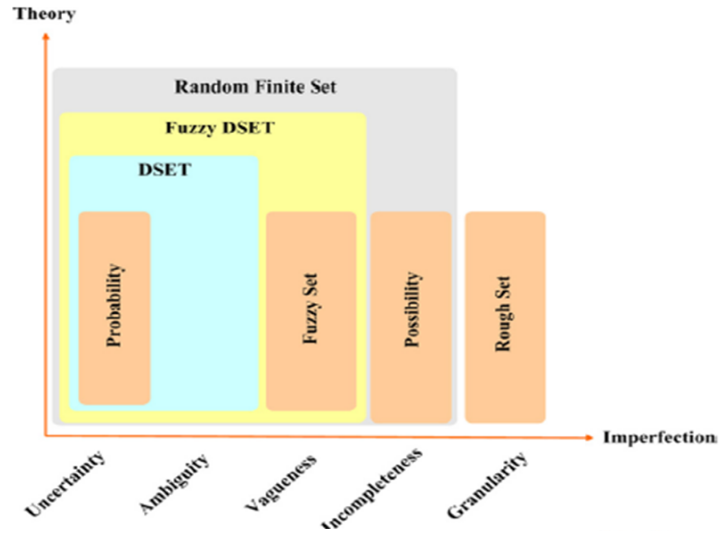 Theory
Random Finite Set
Fuzzy DSET
DSET
Probability
Fuzzy Set
Possibility
Rough Set
Imperfection
Uncertainty
Ambiguity
Vagueness
Incompleteness
Granularity